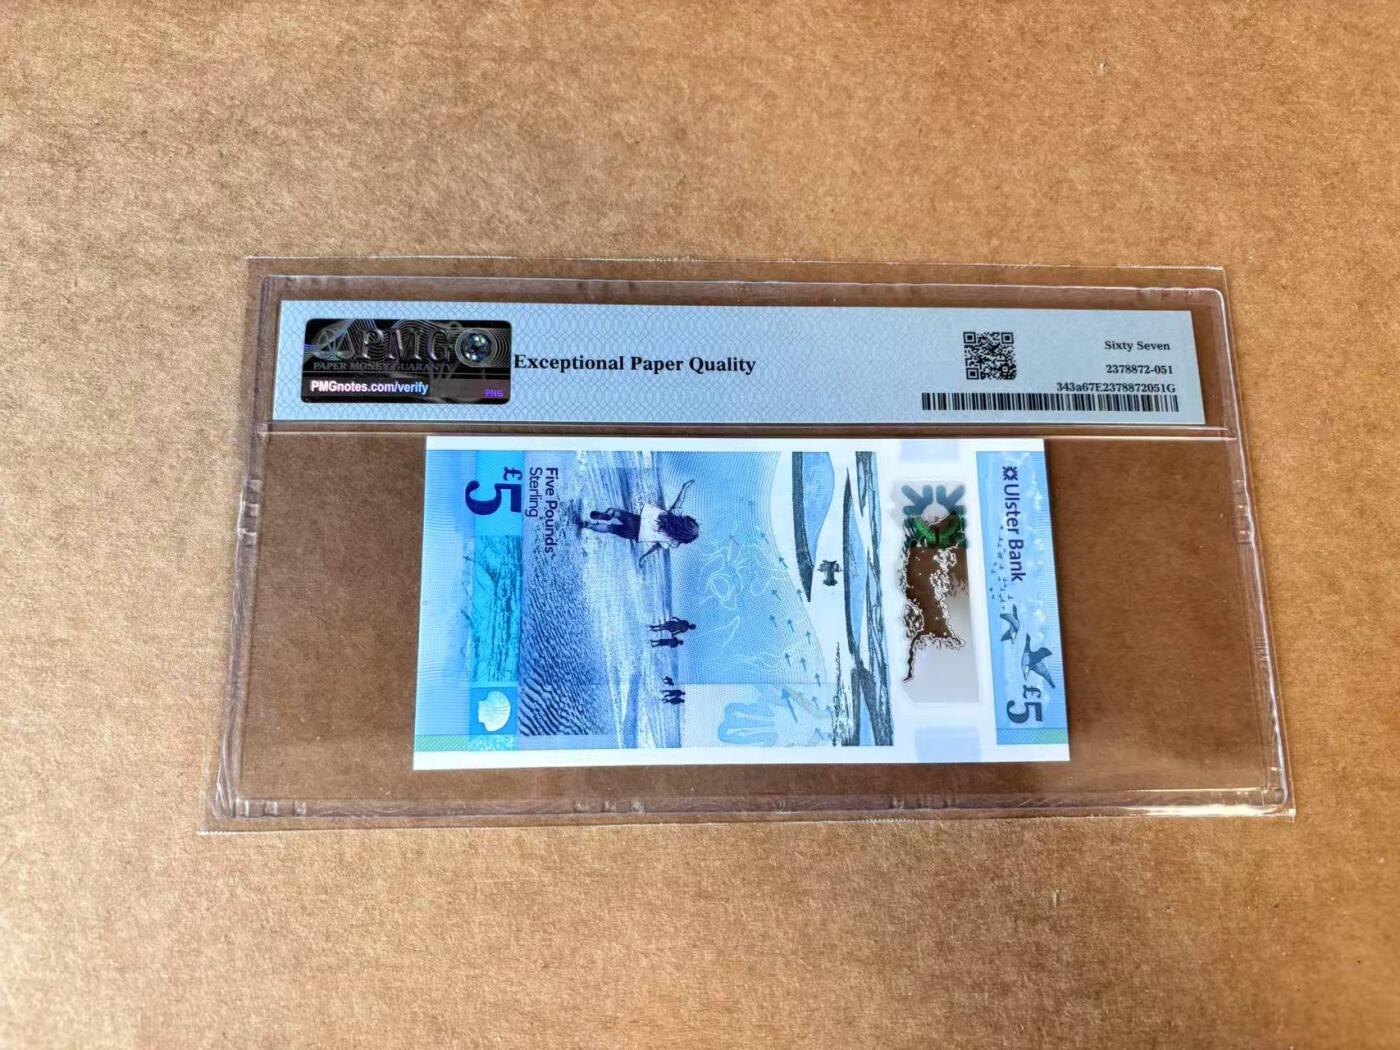 PMG
PAPER MONEY GUARANTY
PMGnotes.com/verify
PNG
Exceptional Paper Quality
Sixty Seven
2378872-051
343a67E2378872051G
Ulster Bank
£5
£5
Five Pounds
Sterling